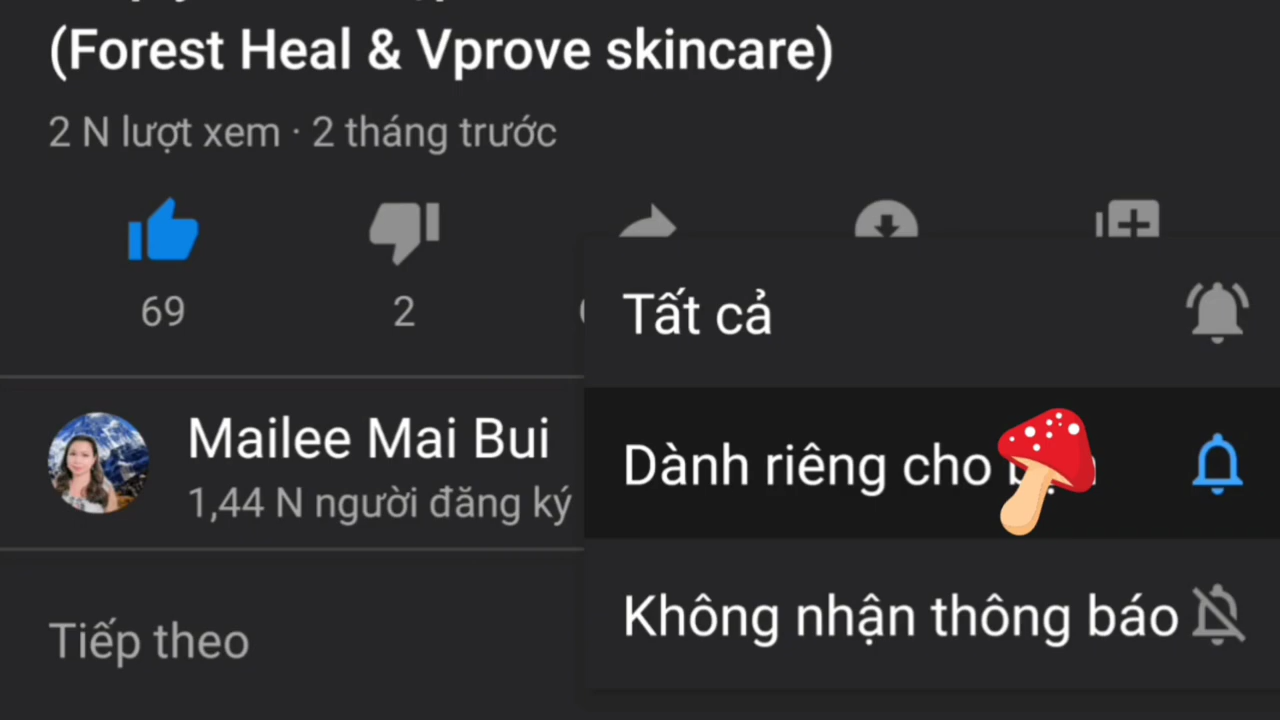 (Forest Heal & Vprove skincare)
2 N lượt xem · 2 tháng trước
69
2
Tất cả
Mailee Mai Bui
1,44 N người đăng ký
Dành riêng cho
Không nhận thông báo
Tiếp theo